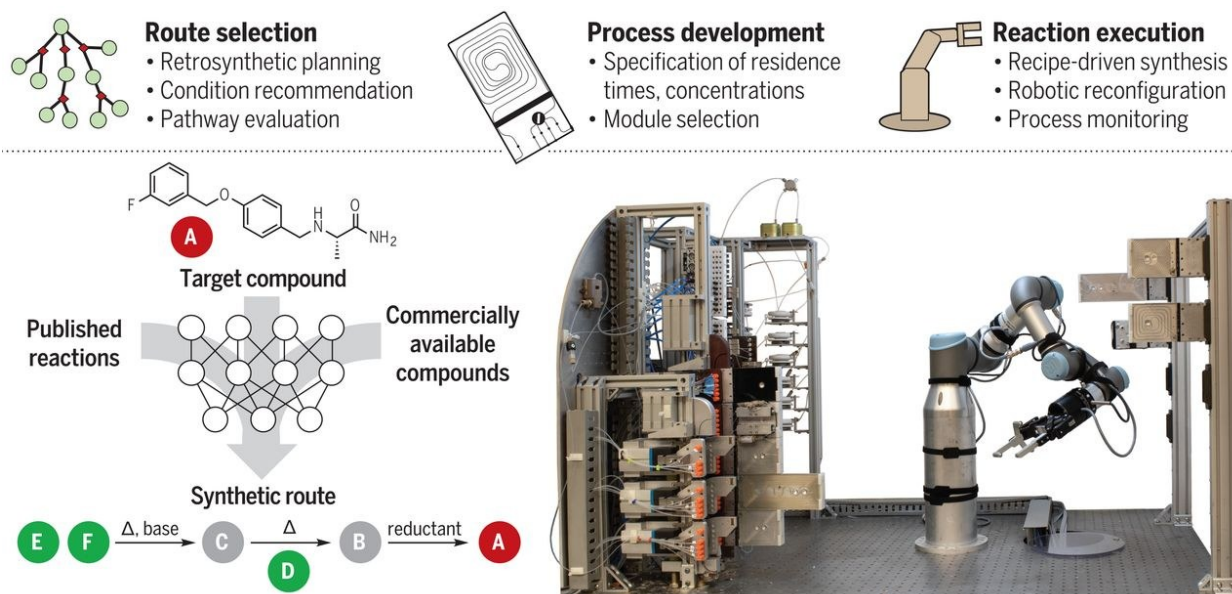 Route selection
• Retrosynthetic planning
• Condition recommendation
• Pathway evaluation
Process development
• Specification of residence
times, concentrations
• Module selection
Reaction execution
• Recipe-driven synthesis
• Robotic reconfiguration
• Process monitoring
F
O
H
N
O
NH₂
A
Target compound
Published
reactions
Commercially
available
compounds
Synthetic route
E F Δ, base C Δ B reductant A
D